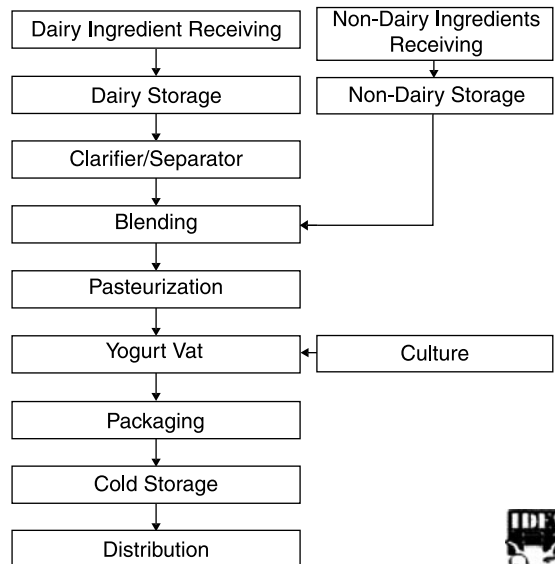 Dairy Ingredient Receiving
Non-Dairy Ingredients
Receiving
Dairy Storage
Non-Dairy Storage
Clarifier/Separator
Blending
Pasteurization
Yogurt Vat
Culture
Packaging
Cold Storage
Distribution